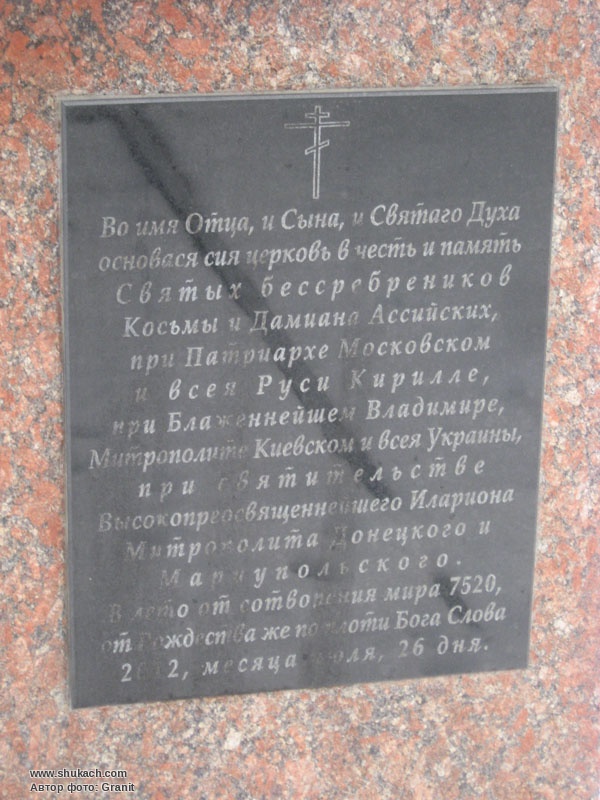 Во имя Отца, и Сына, и Святаго Духа
основася сия церковь в честь и память
Святых бессребреников
Косьмы и Дамиана Ассийских,
при Патриархе Московском
и всея Руси Кирилле,
при Блаженнейшем Владимире,
Митрополите Киевском и всея Украины,
при святительстве
Высокопреосвященнейшего Илариона
Митрополита Донецкого и
Мариупольского.
В лето от сотворения мира 7520,
от Рождества же по плоти Бога Слова
2012, месяца июля, 26 дня.
www.shukach.com
Автор фото: Granit